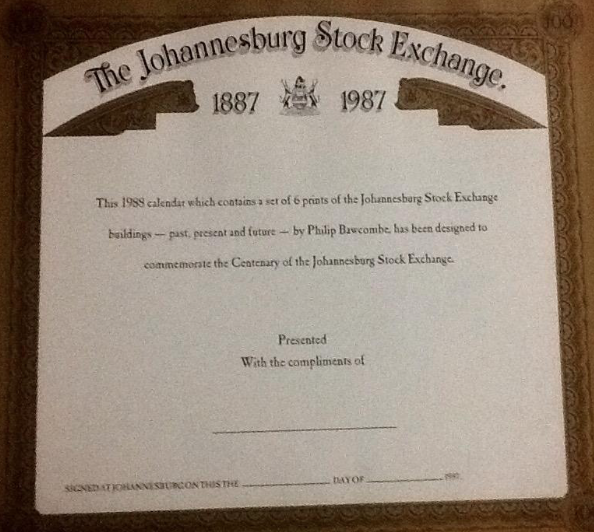 100
The Johannesburg Stock Exchange.
1887 1987
This 1988 calendar which contains a set of 6 prints of the Johannesburg Stock Exchange
buildings — past, present and future — by Philip Bawcombe, has been designed to
commemorate the Centenary of the Johannesburg Stock Exchange.
Presented
With the compliments of
SIGNED AT JOHANNESBURG ON THIS THE DAY OF 1987